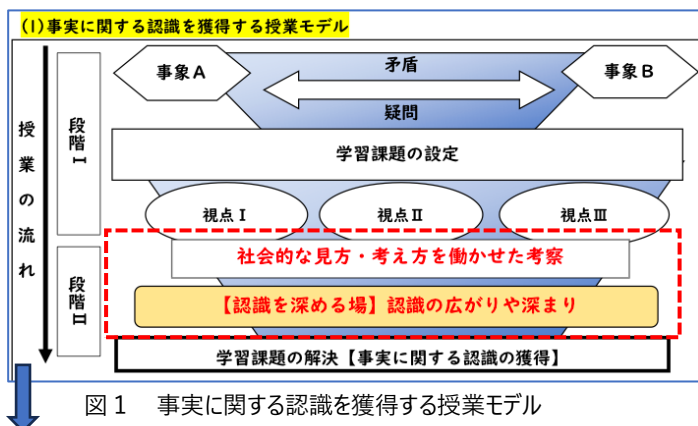 (1)事実に関する認識を獲得する授業モデル
授業の流れ
段階Ⅰ
事象A
矛盾
事象B
疑問
学習課題の設定
視点Ⅰ
視点Ⅱ
視点Ⅲ
段階Ⅱ
社会的な見方・考え方を働かせた考察
【認識を深める場】認識の広がりや深まり
学習課題の解決【事実に関する認識の獲得】
図1 事実に関する認識を獲得する授業モデル